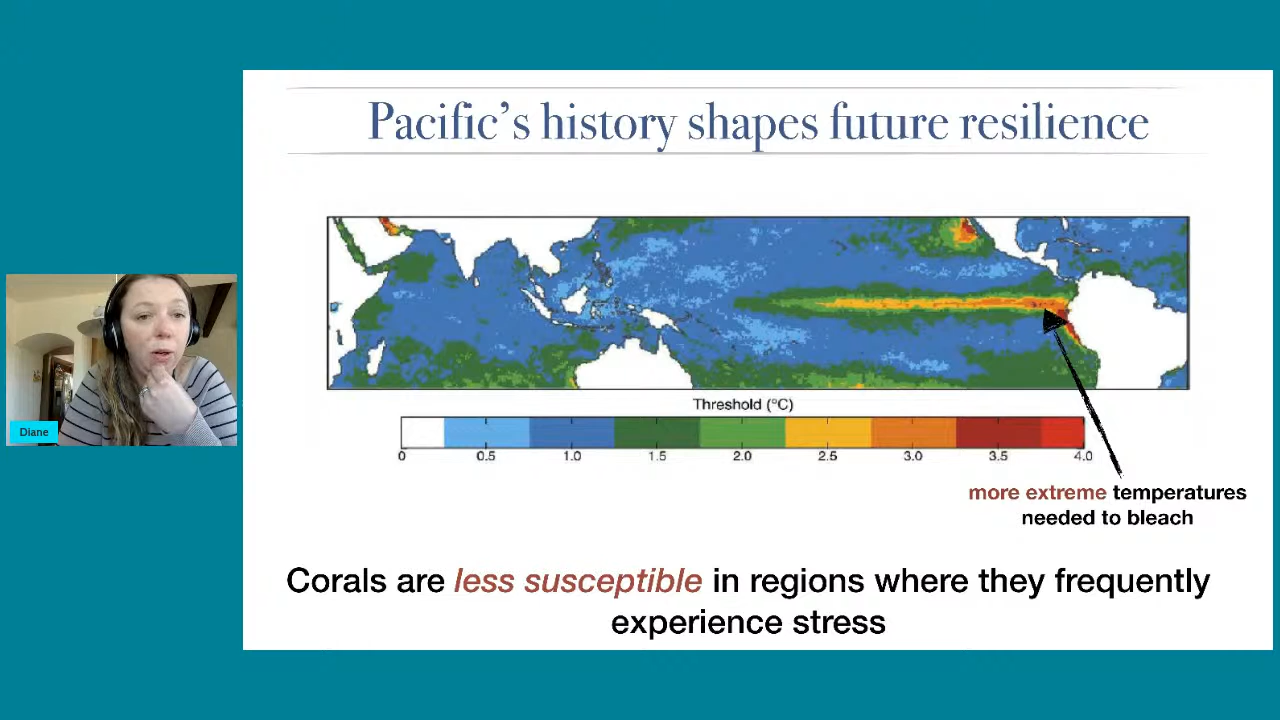 Pacific's history shapes future resilience
Threshold (°C)
0 0.5 1.0 1.5 2.0 2.5 3.0 3.5 4.0
more extreme temperatures
needed to bleach
Corals are less susceptible in regions where they frequently
experience stress
Diane